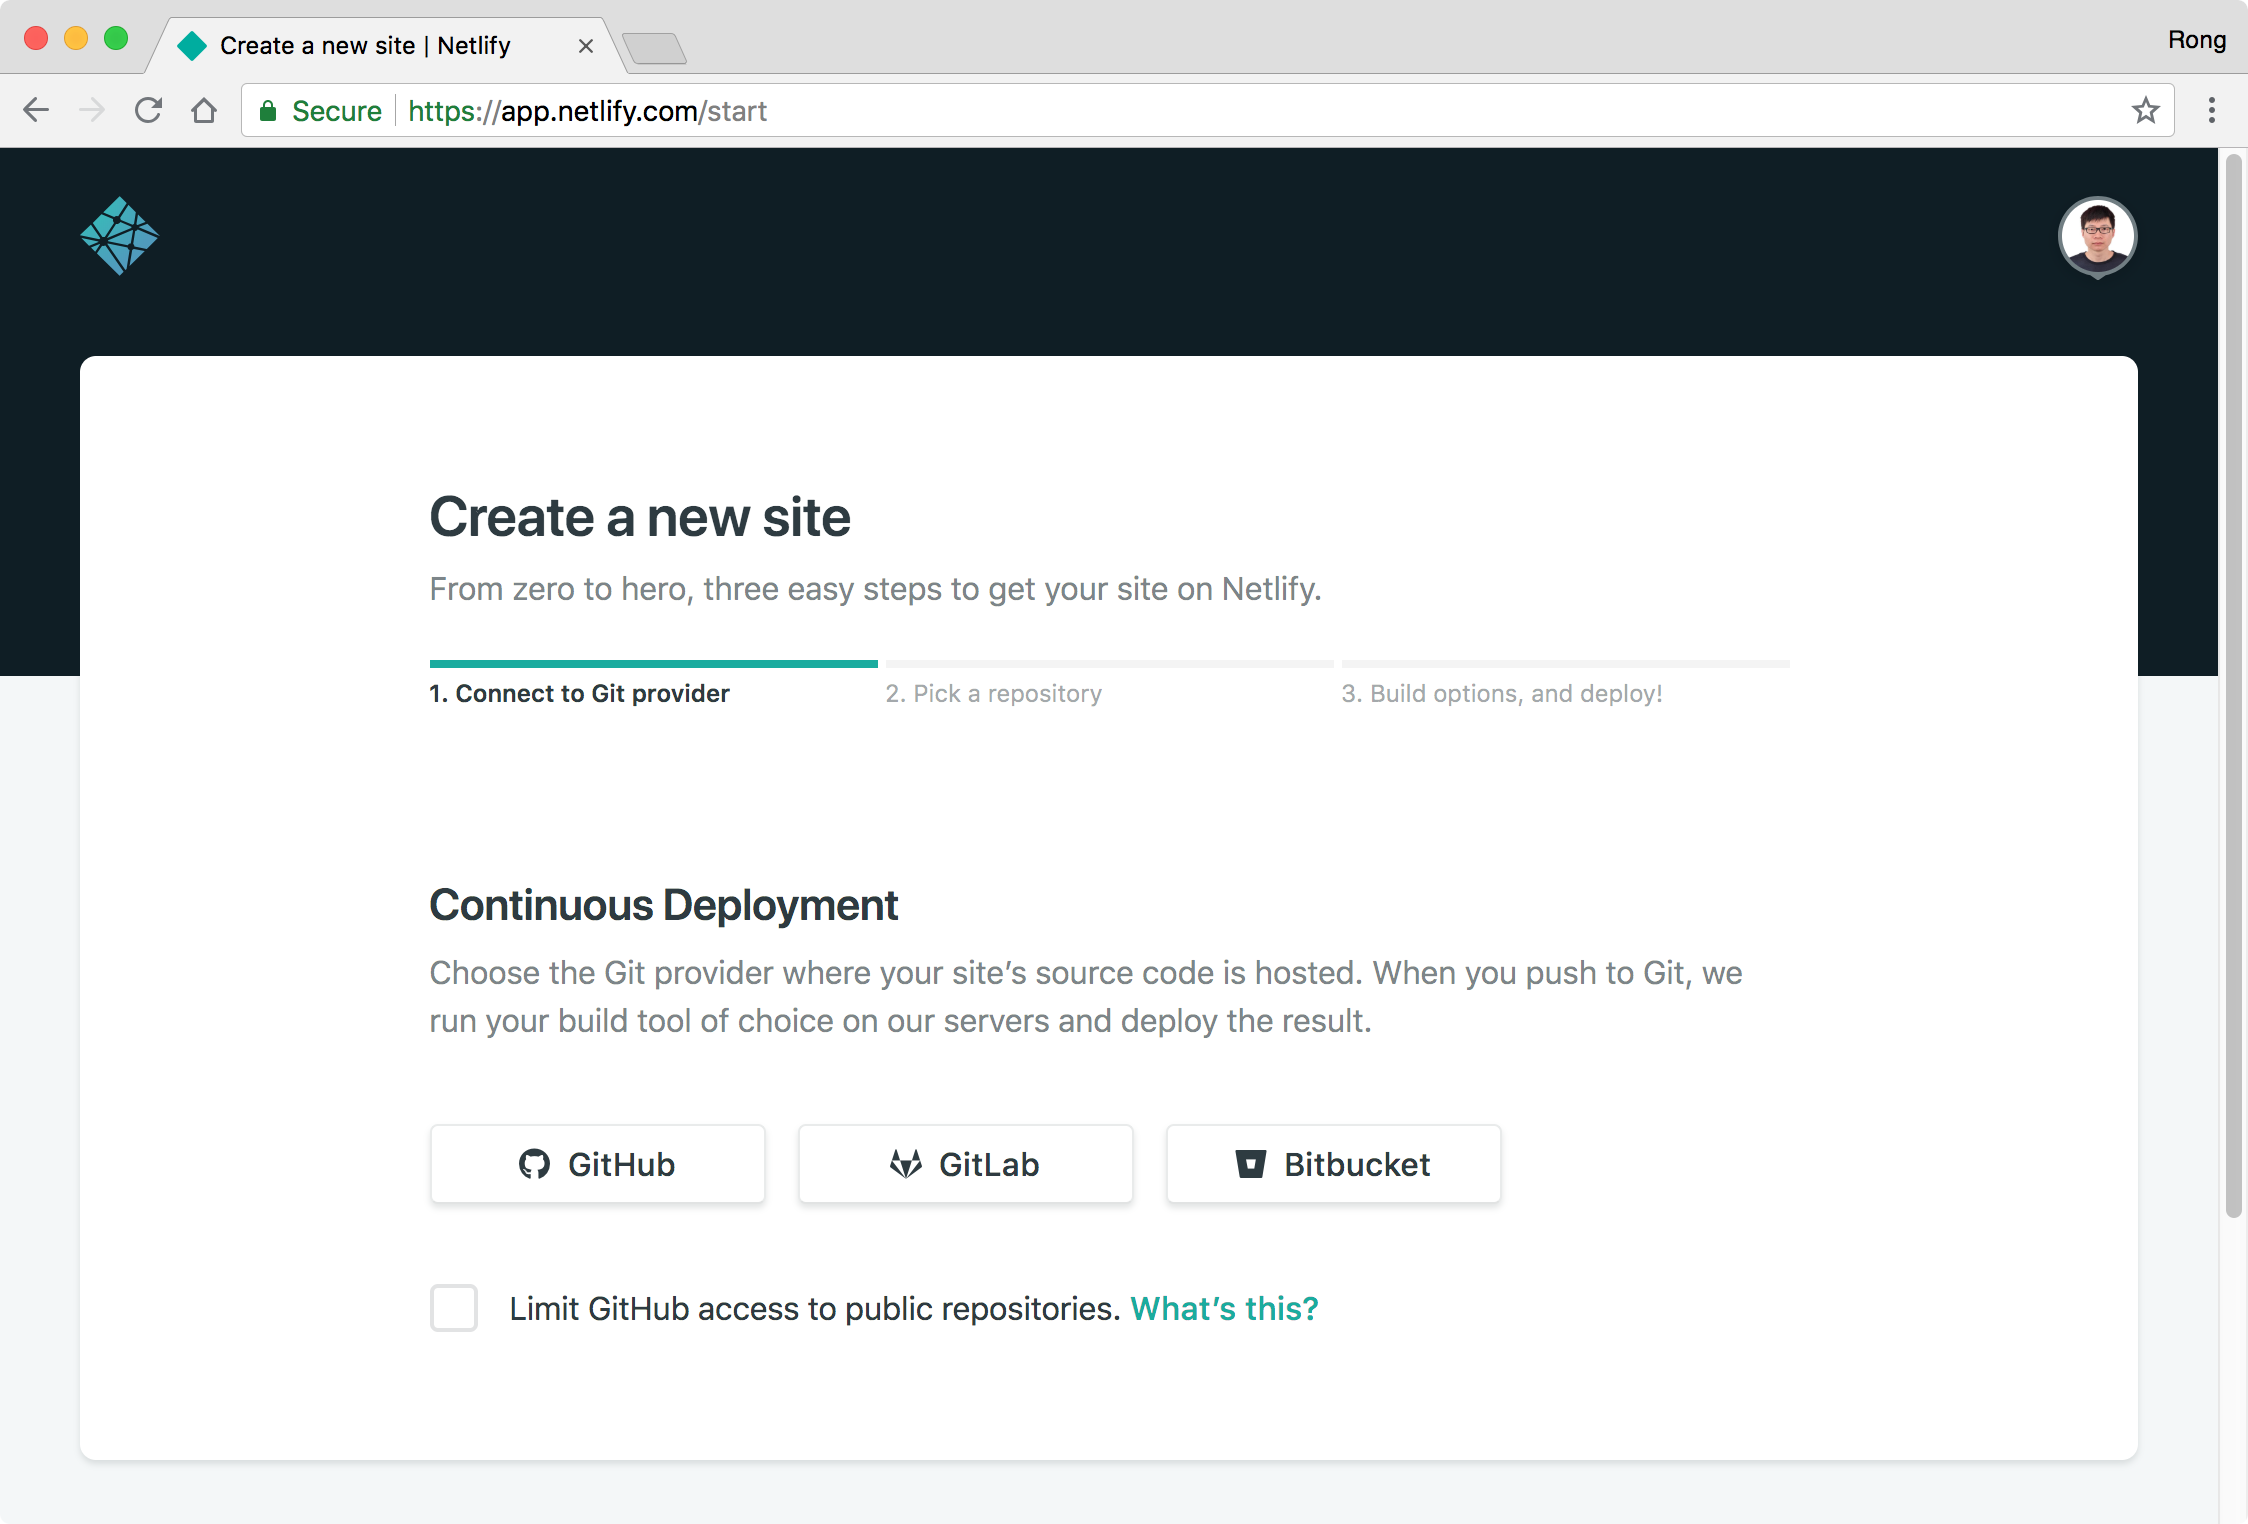 Create a new site | Netlify
Rong
Secure
https://app.netlify.com/start
Create a new site
From zero to hero, three easy steps to get your site on Netlify.
1. Connect to Git provider
2. Pick a repository
3. Build options, and deploy!
Continuous Deployment
Choose the Git provider where your site’s source code is hosted. When you push to Git, we
run your build tool of choice on our servers and deploy the result.
GitHub
GitLab
Bitbucket
Limit GitHub access to public repositories. What’s this?